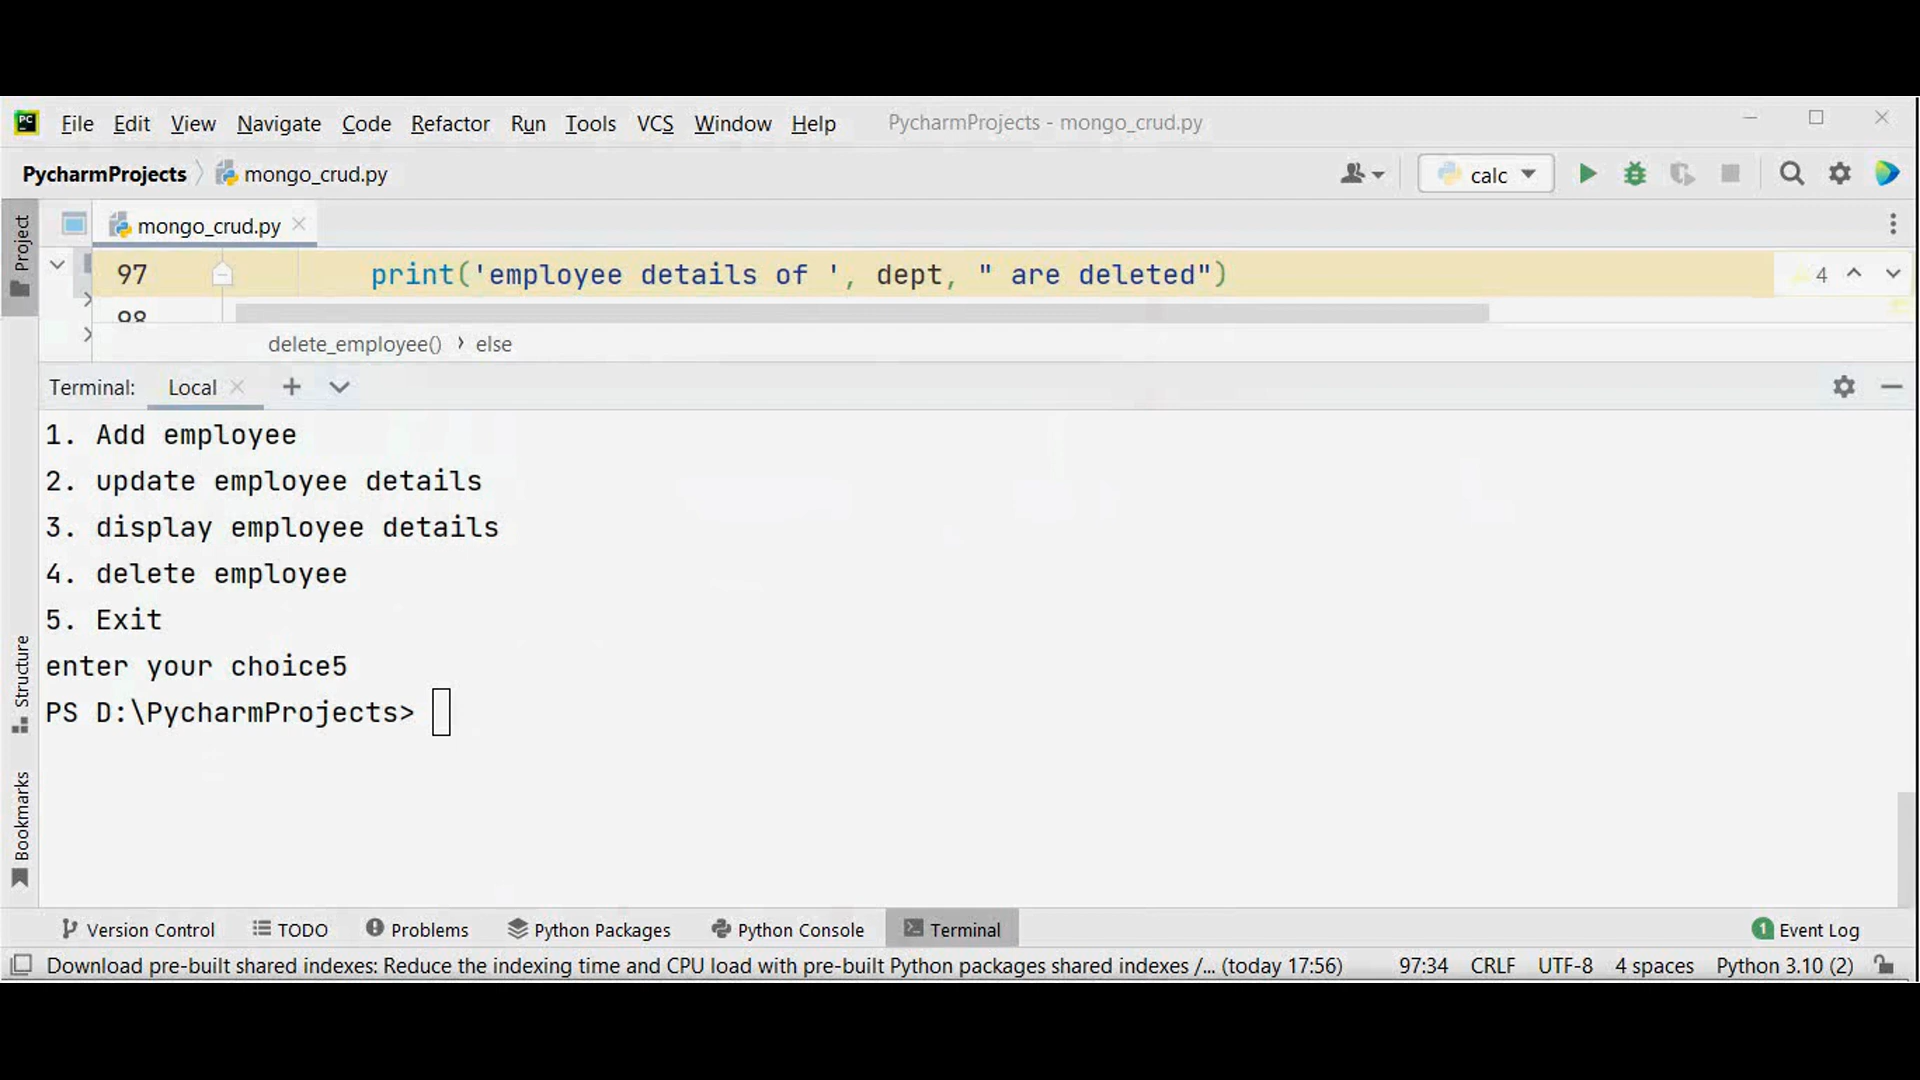 PC File Edit View Navigate Code Refactor Run Tools VCS Window Help PycharmProjects - mongo_crud.py
PycharmProjects mongo_crud.py calc
mongo_crud.py
97 print('employee details of ', dept, " are deleted") 4
98
delete_employee() › else
Terminal: Local
1. Add employee
2. update employee details
3. display employee details
4. delete employee
5. Exit
enter your choice5
PS D:\PycharmProjects>
Project
Structure
Bookmarks
Version Control TODO Problems Python Packages Python Console Terminal 1 Event Log
Download pre-built shared indexes: Reduce the indexing time and CPU load with pre-built Python packages shared indexes /... (today 17:56) 97:34 CRLF UTF-8 4 spaces Python 3.10 (2)